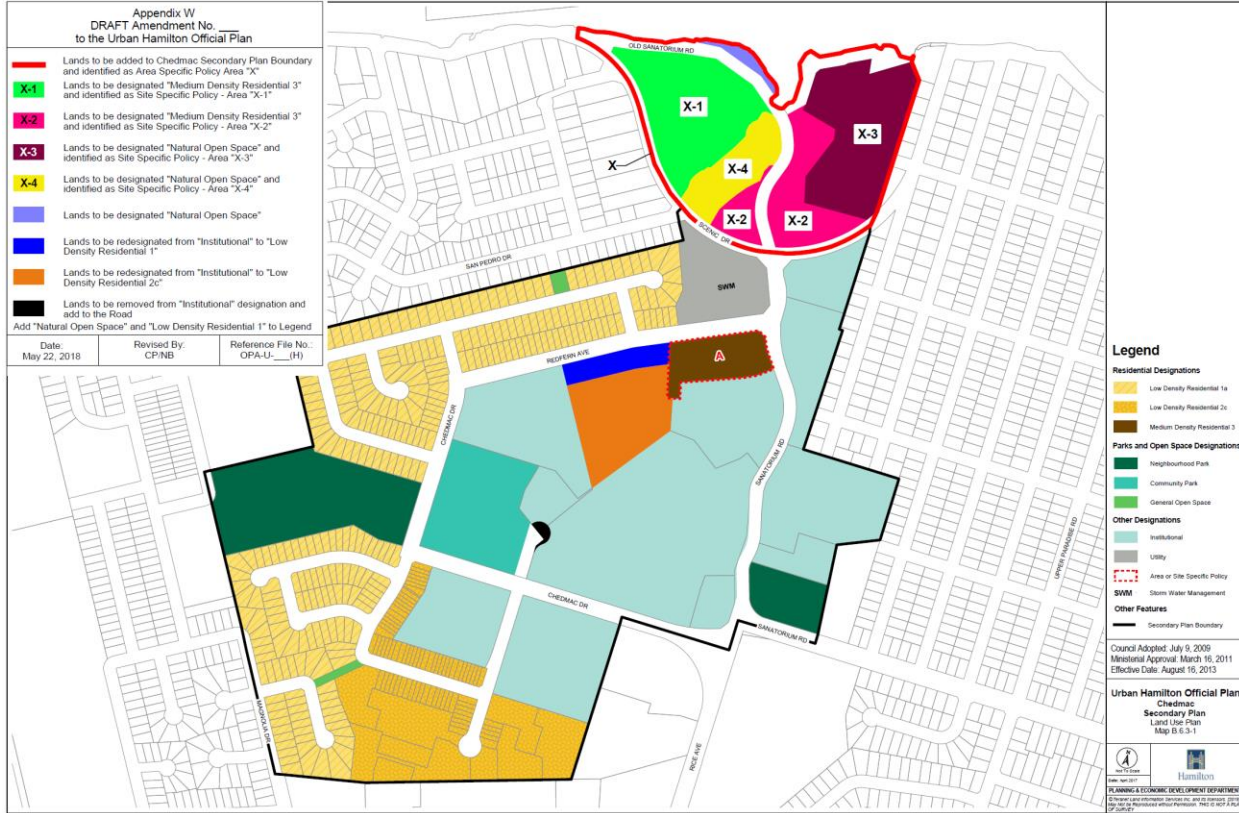 Appendix W
DRAFT Amendment No. ___
to the Urban Hamilton Official Plan
Lands to be added to Chedmac Secondary Plan Boundary
and identified as Area Specific Policy Area "X"
X-1
Lands to be designated "Medium Density Residential 3"
and identified as Site Specific Policy - Area "X-1"
X-2
Lands to be designated "Medium Density Residential 3"
and identified as Site Specific Policy - Area "X-2"
X-3
Lands to be designated "Natural Open Space" and
identified as Site Specific Policy - Area "X-3"
X-4
Lands to be designated "Natural Open Space" and
identified as Site Specific Policy - Area "X-4"
Lands to be designated "Natural Open Space"
Lands to be redesignated from "Institutional" to "Low
Density Residential 1"
Lands to be redesignated from "Institutional" to "Low
Density Residential 2c"
Lands to be removed from "Institutional" designation and
add to the Road
Add "Natural Open Space" and "Low Density Residential 1" to Legend
Date:
May 22, 2018
Revised By:
CP/NB
Reference File No.:
OPA-U-___(H)
OLD SANATORIUM RD
X-1
X-3
X
X-4
X-2
X-2
SCENIC DR
SAN PEDRO DR
SWM
REDFERN AVE
A
CHEDMAC DR
SANATORIUM RD
UPPER PARADISE RD
CHEDMAC DR
SANATORIUM RD
MAGNOLIA DR
RICE AVE
Legend
Residential Designations
Low Density Residential 1a
Low Density Residential 2c
Medium Density Residential 3
Parks and Open Space Designations
Neighbourhood Park
Community Park
General Open Space
Other Designations
Institutional
Utility
Area or Site Specific Policy
SWM Storm Water Management
Other Features
Secondary Plan Boundary
Council Adopted: July 9, 2009
Ministerial Approval: March 16, 2011
Effective Date: August 16, 2013
Urban Hamilton Official Plan
Chedmac
Secondary Plan
Land Use Plan
Map B.6.3-1
N
Not To Scale
Date: April 2017
Hamilton
PLANNING & ECONOMIC DEVELOPMENT DEPARTMENT